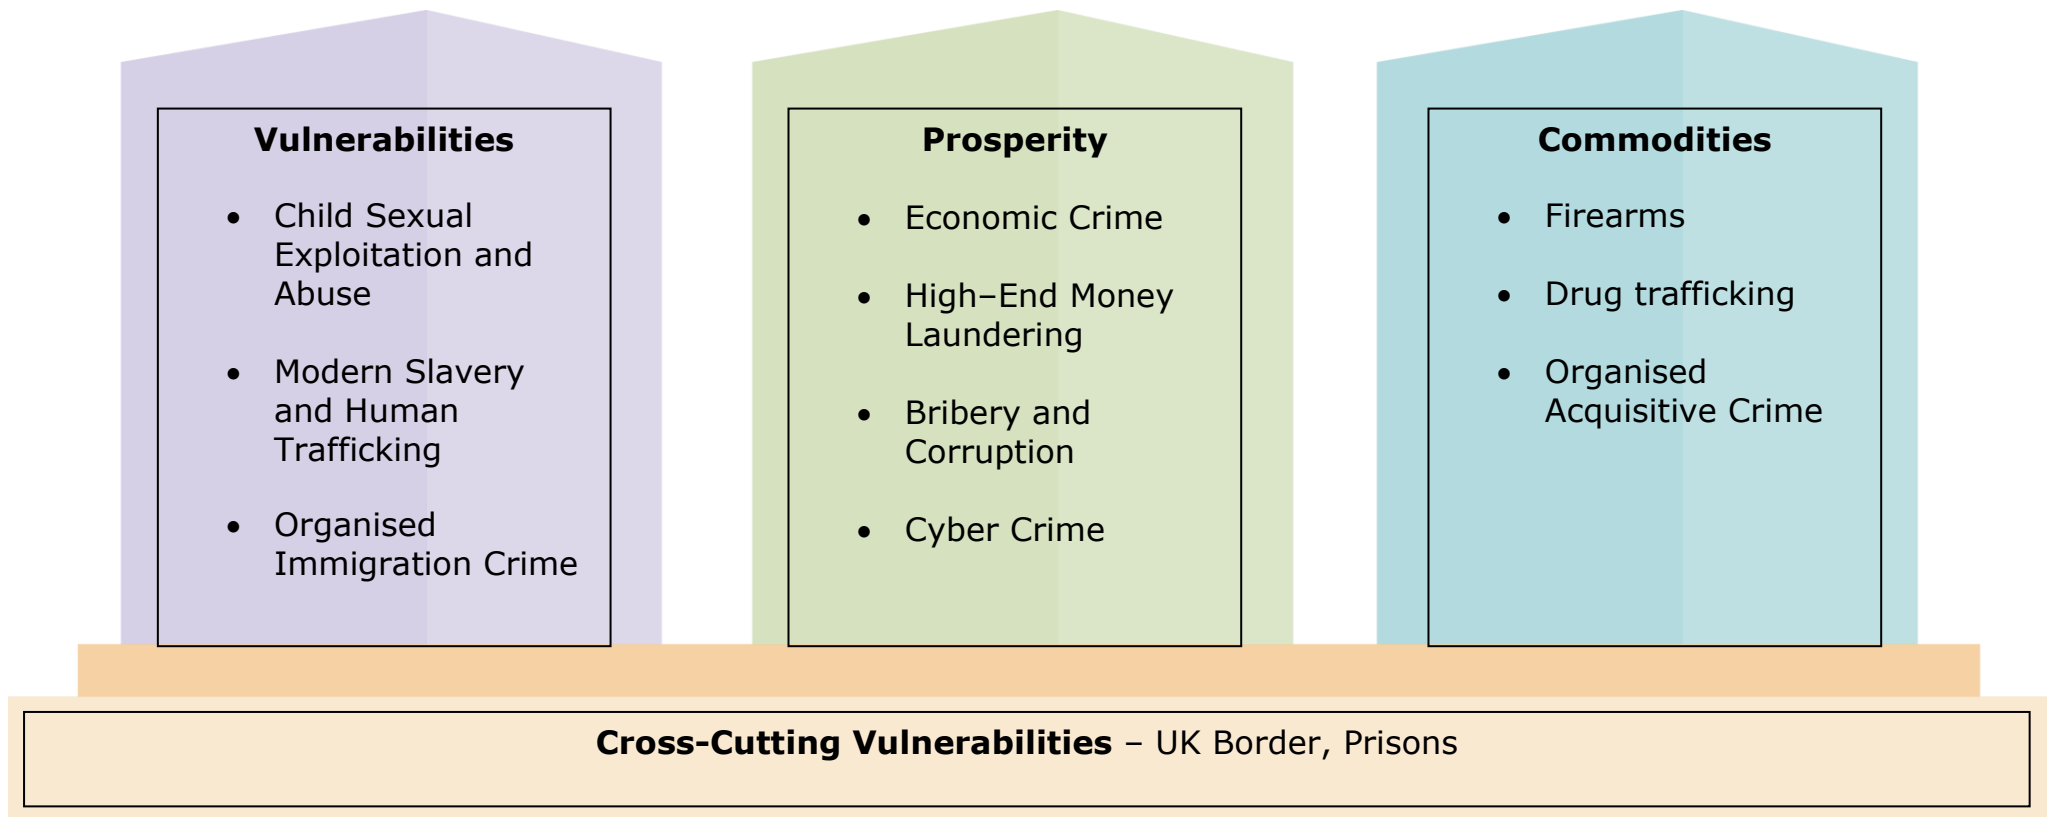 Vulnerabilities
• Child Sexual
Exploitation and
Abuse
• Modern Slavery
and Human
Trafficking
• Organised
Immigration Crime
Prosperity
• Economic Crime
• High–End Money
Laundering
• Bribery and
Corruption
• Cyber Crime
Commodities
• Firearms
• Drug trafficking
• Organised
Acquisitive Crime
Cross-Cutting Vulnerabilities – UK Border, Prisons